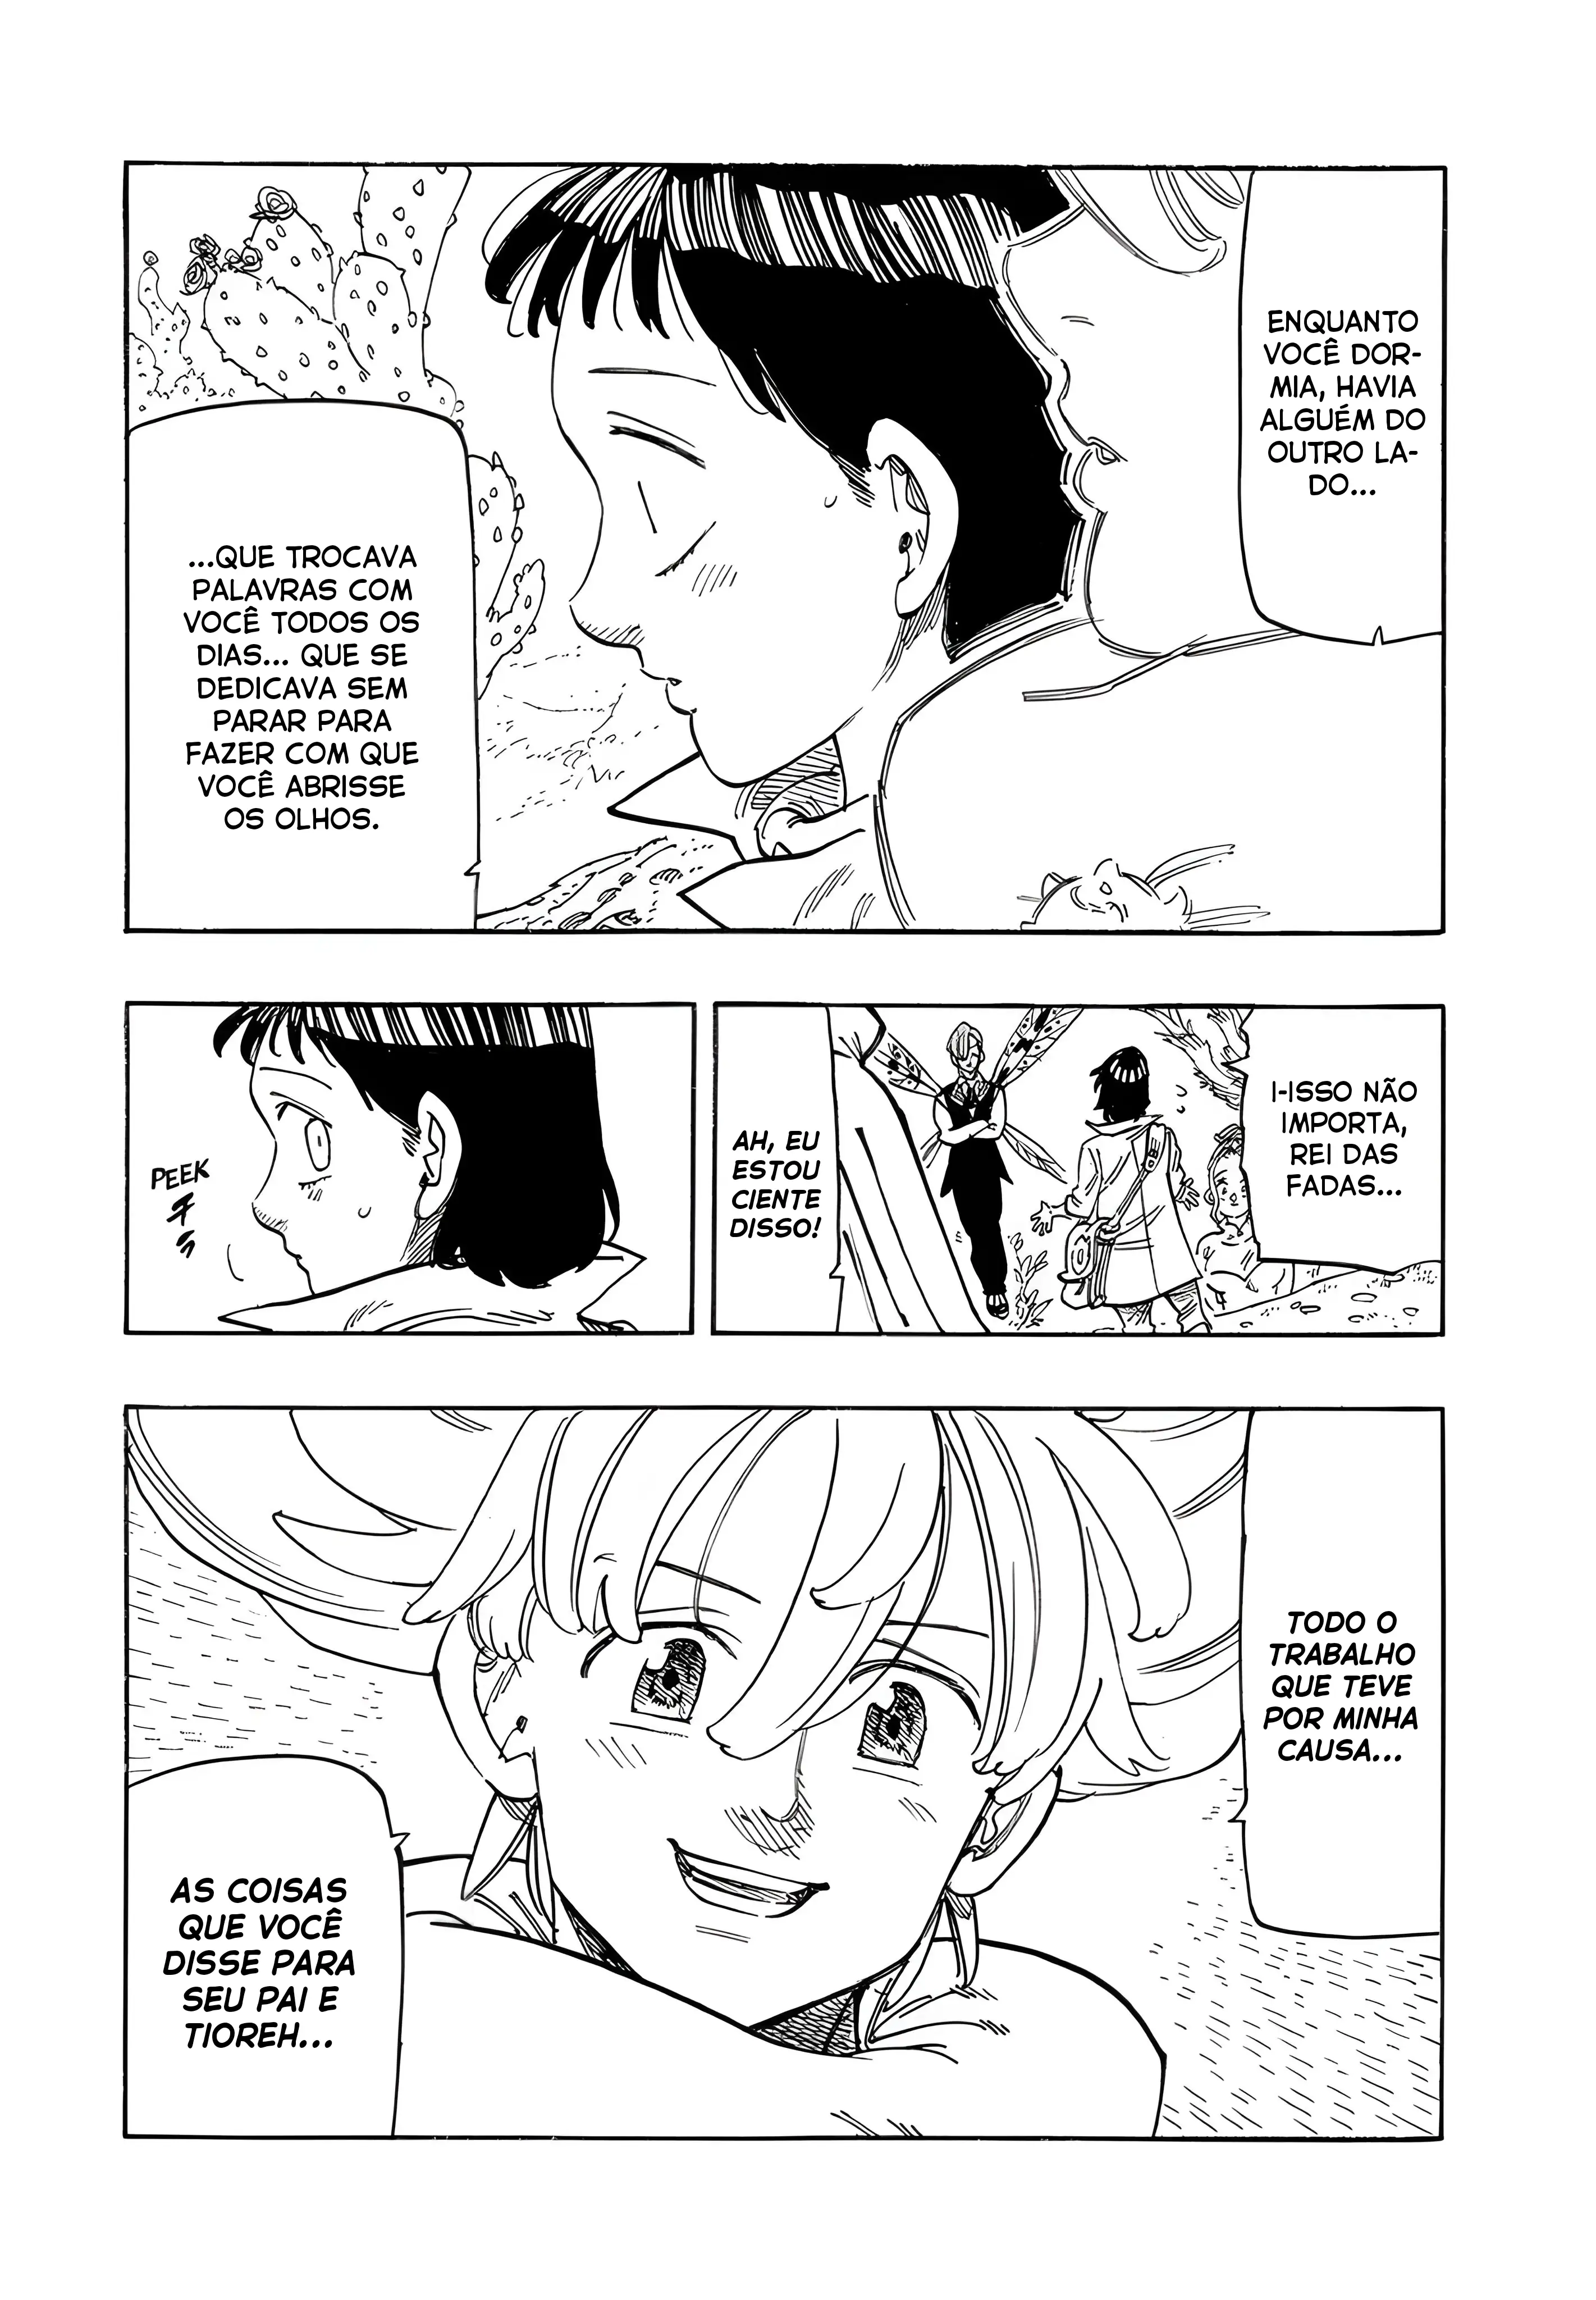 ENQUANTO
VOCÊ DOR-
MIA, HAVIA
ALGUÉM DO
OUTRO LA-
DO...
...QUE TROCAVA
PALAVRAS COM
VOCÊ TODOS OS
DIAS... QUE SE
DEDICAVA SEM
PARAR PARA
FAZER COM QUE
VOCÊ ABRISSE
OS OLHOS.
I-ISSO NÃO
IMPORTA,
REI DAS
FADAS...
AH, EU
ESTOU
CIENTE
DISSO!
PEEK
チラ
TODO O
TRABALHO
QUE TEVE
POR MINHA
CAUSA...
AS COISAS
QUE VOCÊ
DISSE PARA
SEU PAI E
TIOREH...